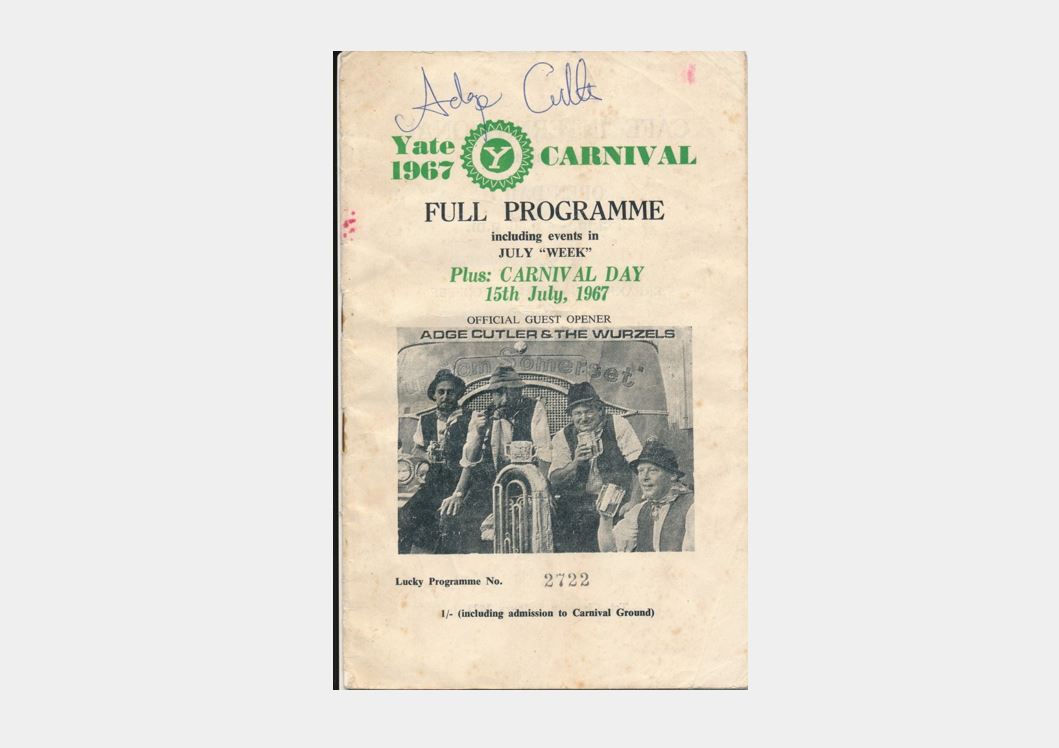 Adge Cutler
Yate
1967
Y
CARNIVAL
FULL PROGRAMME
including events in
JULY "WEEK"
Plus: CARNIVAL DAY
15th July, 1967
OFFICIAL GUEST OPENER
ADGE CUTLER & THE WURZELS
Somerset"
Lucky Programme No. 2722
1/- (including admission to Carnival Ground)